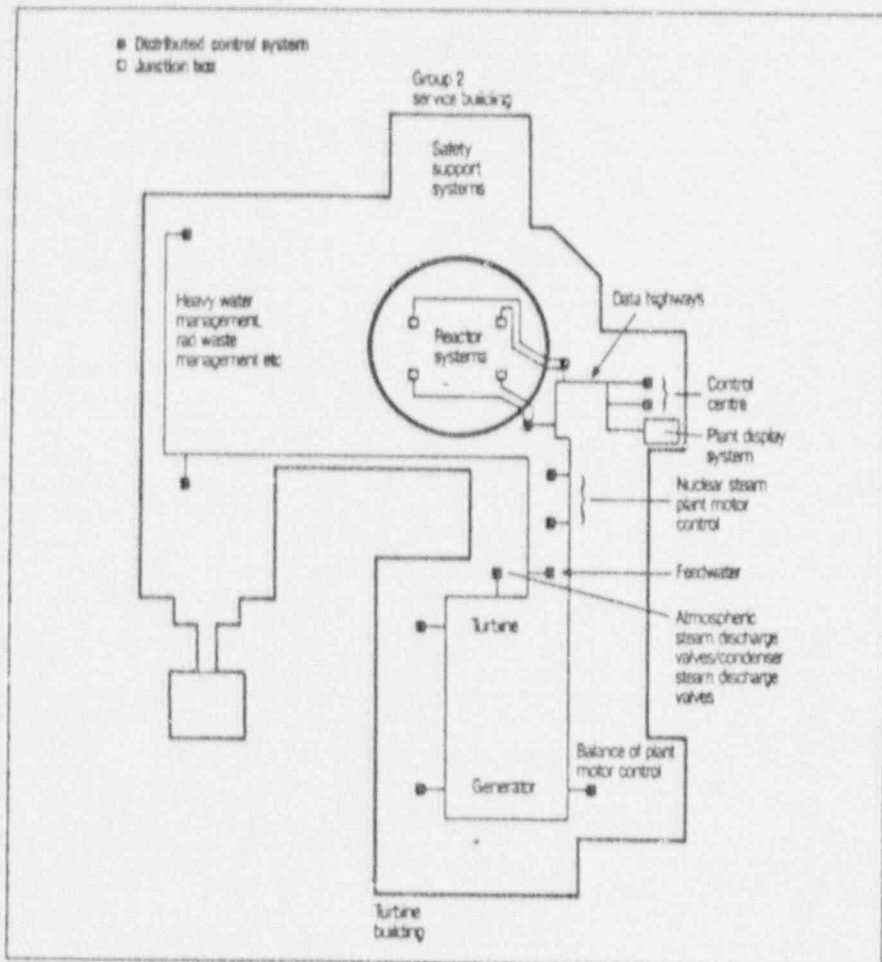 Distributed control system
Junction box
Group 2
service building
Safety
support
systems
Heavy water
management,
rad waste
management etc
Reactor
systems
Data highways
Control
centre
Plant display
system
Nuclear steam
plant motor
control
Feedwater
Atmospheric
steam discharge
valves/condenser
steam discharge
valves
Turbine
Balance of plant
motor control
Generator
Turbine
building